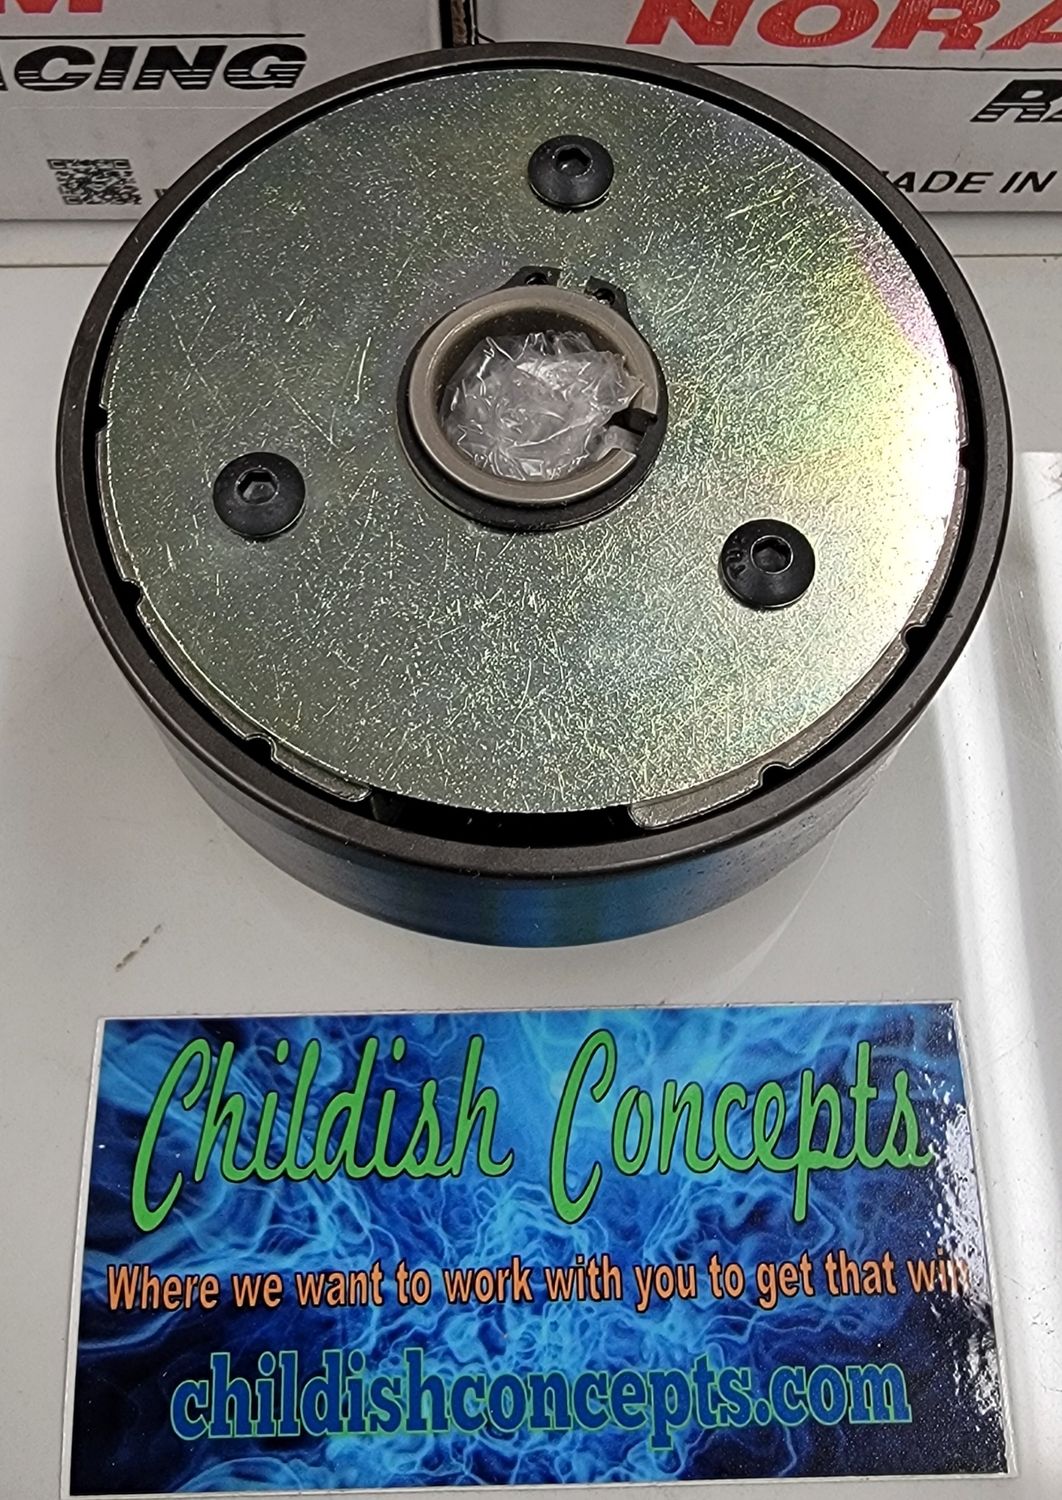 M
NORA
ACING
RA
ADE IN
Childish Concepts
Where we want to work with you to get that win
childishconcepts.com